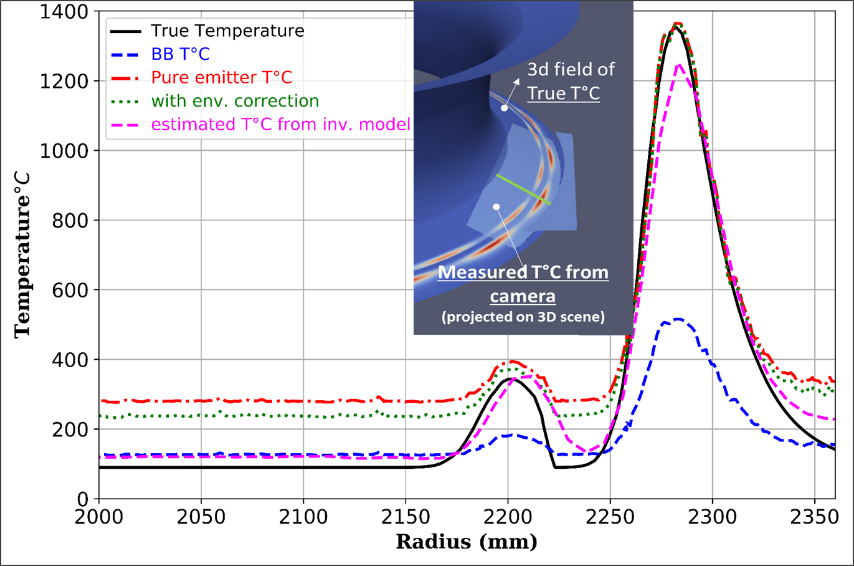 1400
1200
1000
800
600
400
200
0
Temperature°C
True Temperature
BB T°C
Pure emitter T°C
with env. correction
estimated T°C from inv. model
3d field of
True T°C
Measured T°C from
camera
(projected on 3D scene)
2000 2050 2100 2150 2200 2250 2300 2350
Radius (mm)